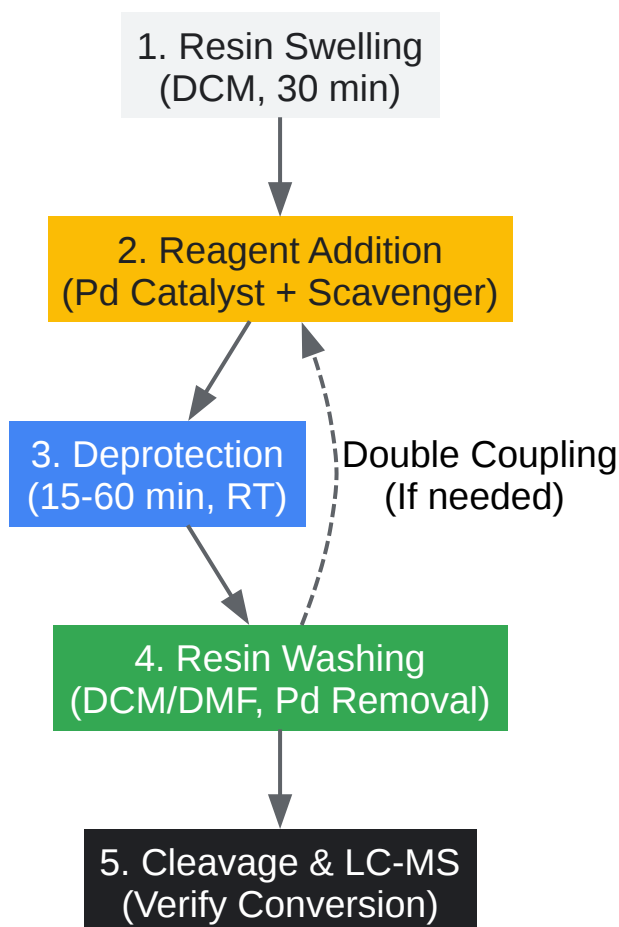 1. Resin Swelling
(DCM, 30 min)
2. Reagent Addition
(Pd Catalyst + Scavenger)
3. Deprotection
(15-60 min, RT)
Double Coupling
(If needed)
4. Resin Washing
(DCM/DMF, Pd Removal)
5. Cleavage & LC-MS
(Verify Conversion)